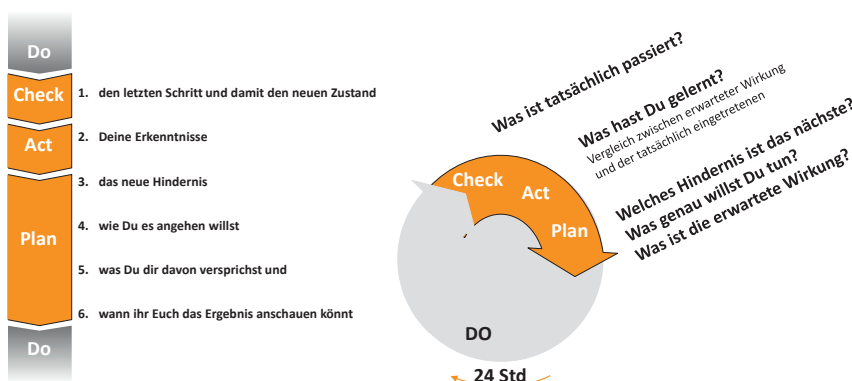 Do
Check
1. den letzten Schritt und damit den neuen Zustand
Act
2. Deine Erkenntnisse
Plan
3. das neue Hindernis
4. wie Du es angehen willst
5. was Du dir davon versprichst und
6. wann ihr Euch das Ergebnis anschauen könnt
Do
Was ist tatsächlich passiert?
Was hast Du gelernt?
Vergleich zwischen erwarteter Wirkung
und der tatsächlich eingetretenen
Welches Hindernis ist das nächste?
Was genau willst Du tun?
Was ist die erwartete Wirkung?
Check
Act
Plan
DO
24 Std